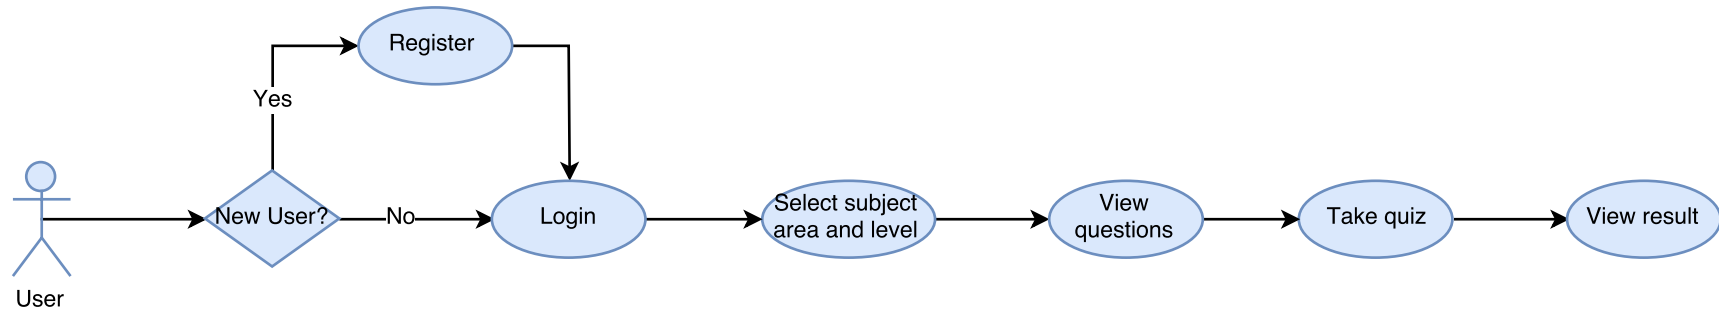 Register
Yes
New User?
No
Login
Select subject
area and level
View
questions
Take quiz
View result
User